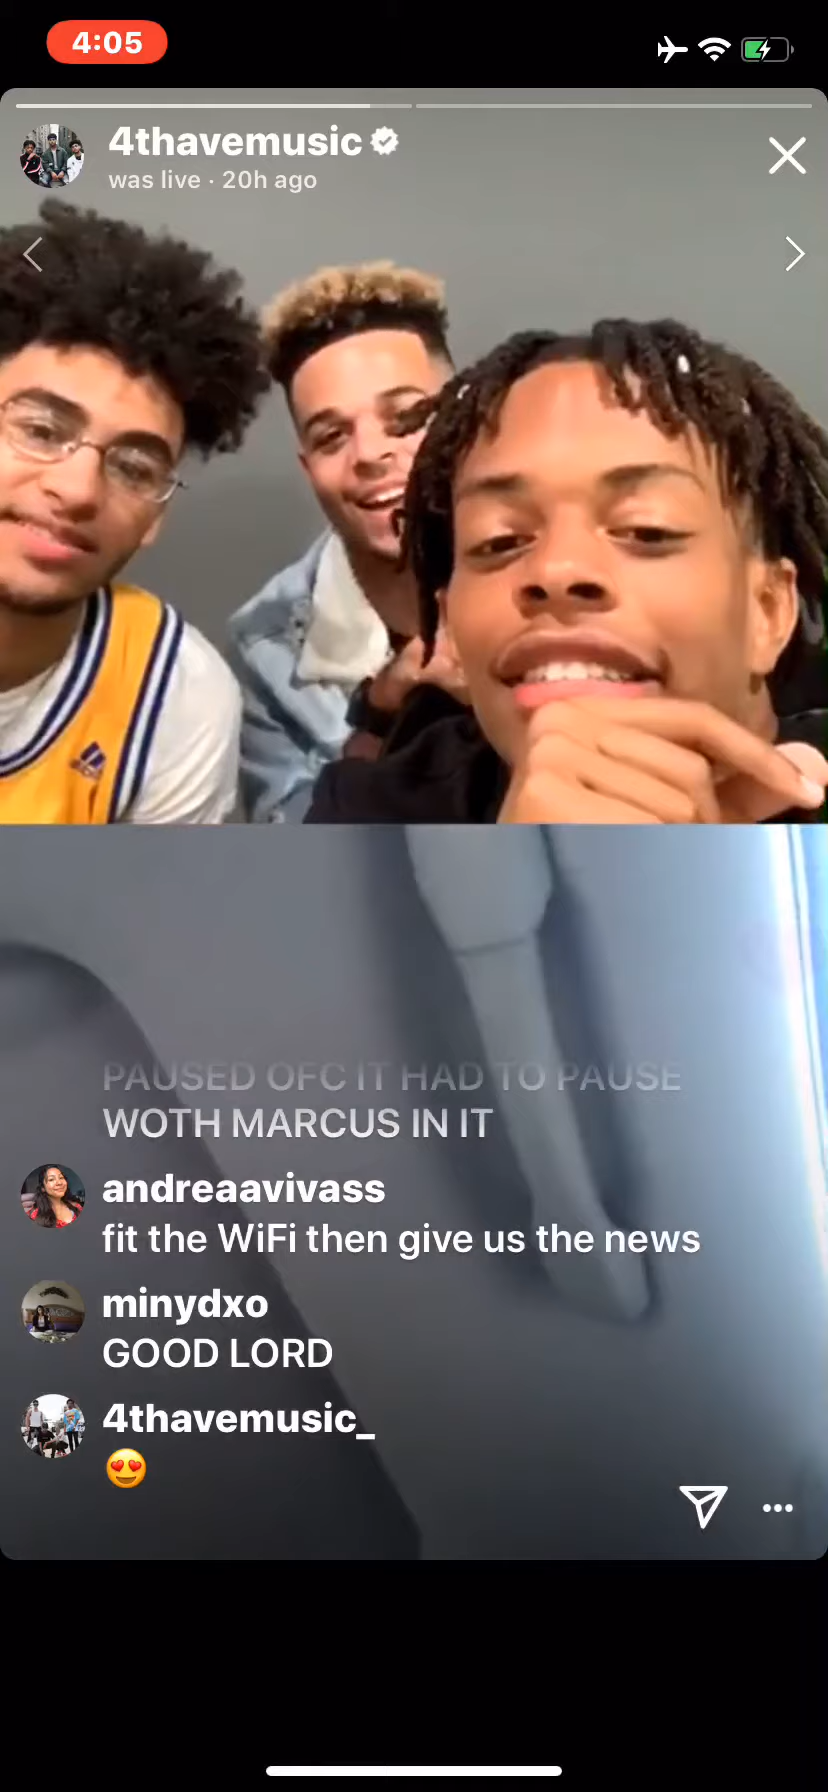 4:05
4thavemusic
was live · 20h ago
PAUSED OFC IT HAD TO PAUSE
WOTH MARCUS IN IT
andreaavivass
fit the WiFi then give us the news
minydxo
GOOD LORD
4thavemusic_
😍